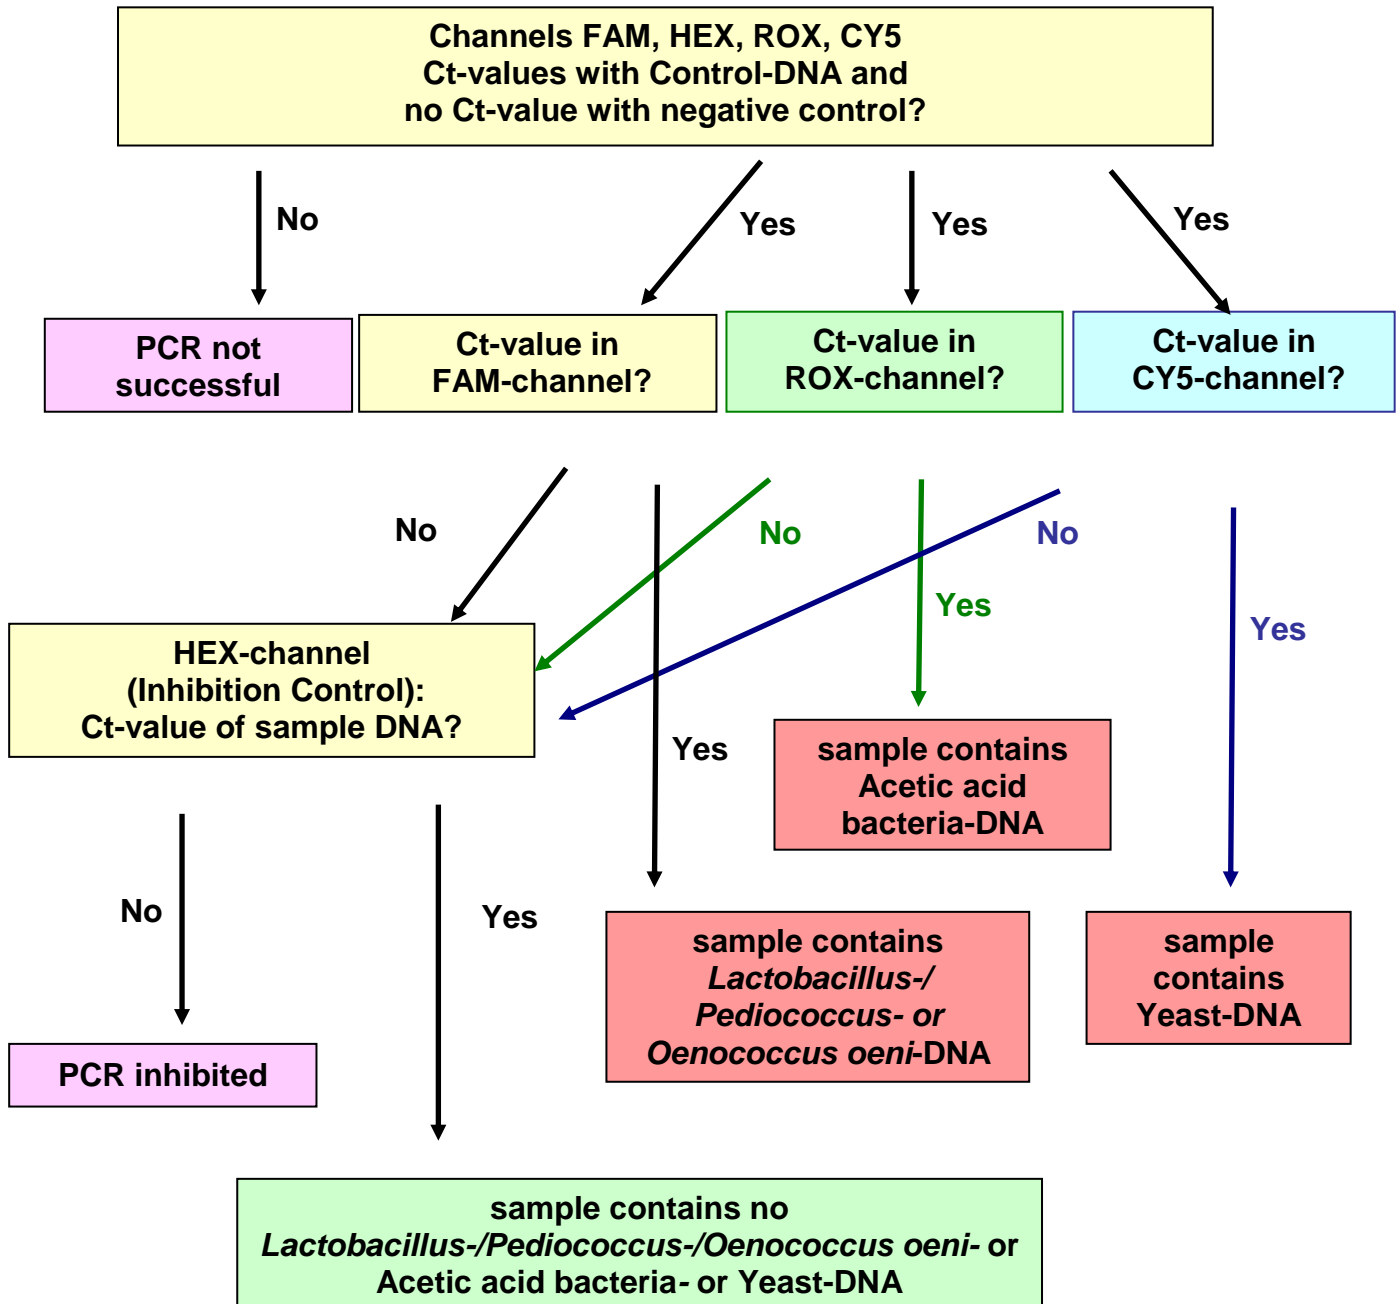 Channels FAM, HEX, ROX, CY5
Ct-values with Control-DNA and
no Ct-value with negative control?
No
Yes
Yes
Yes
PCR not
successful
Ct-value in
FAM-channel?
Ct-value in
ROX-channel?
Ct-value in
CY5-channel?
No
No
No
Yes
Yes
HEX-channel
(Inhibition Control):
Ct-value of sample DNA?
Yes
sample contains
Acetic acid
bacteria-DNA
No
Yes
sample contains
Lactobacillus-/
Pediococcus- or
Oenococcus oeni-DNA
sample
contains
Yeast-DNA
PCR inhibited
sample contains no
Lactobacillus-/Pediococcus-/Oenococcus oeni- or
Acetic acid bacteria- or Yeast-DNA